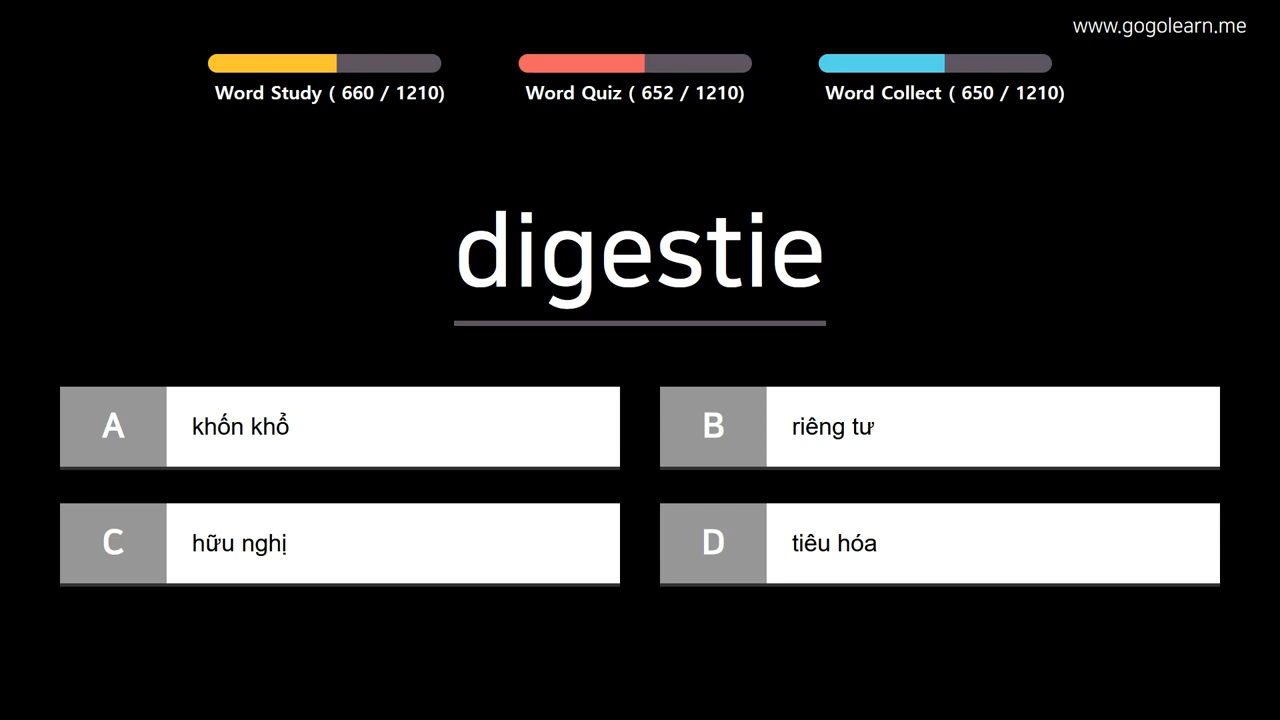 www.gogolearn.me
Word Study ( 660 / 1210)
Word Quiz ( 652 / 1210)
Word Collect ( 650 / 1210)
digestie
A
khốn khổ
B
riêng tư
C
hữu nghị
D
tiêu hóa